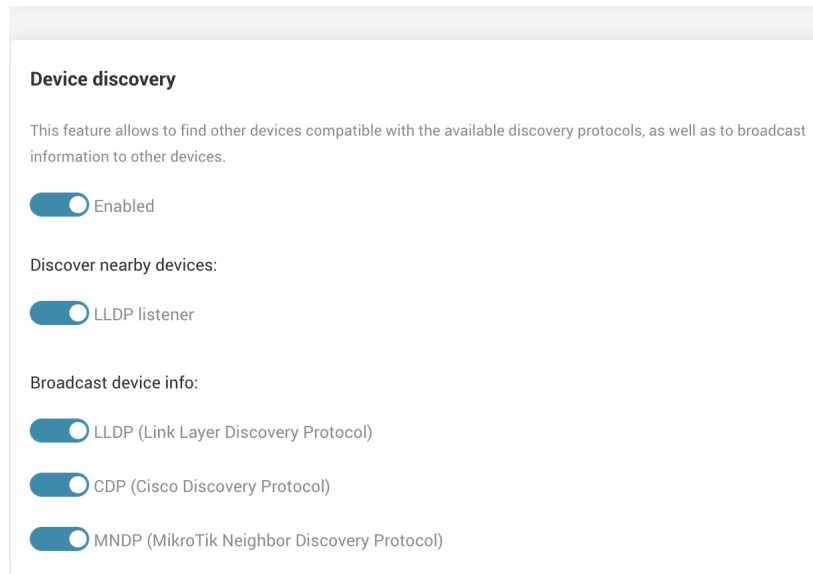 Device discovery
This feature allows to find other devices compatible with the available discovery protocols, as well as to broadcast
information to other devices.
Enabled
Discover nearby devices:
LLDP listener
Broadcast device info:
LLDP (Link Layer Discovery Protocol)
CDP (Cisco Discovery Protocol)
MNDP (MikroTik Neighbor Discovery Protocol)